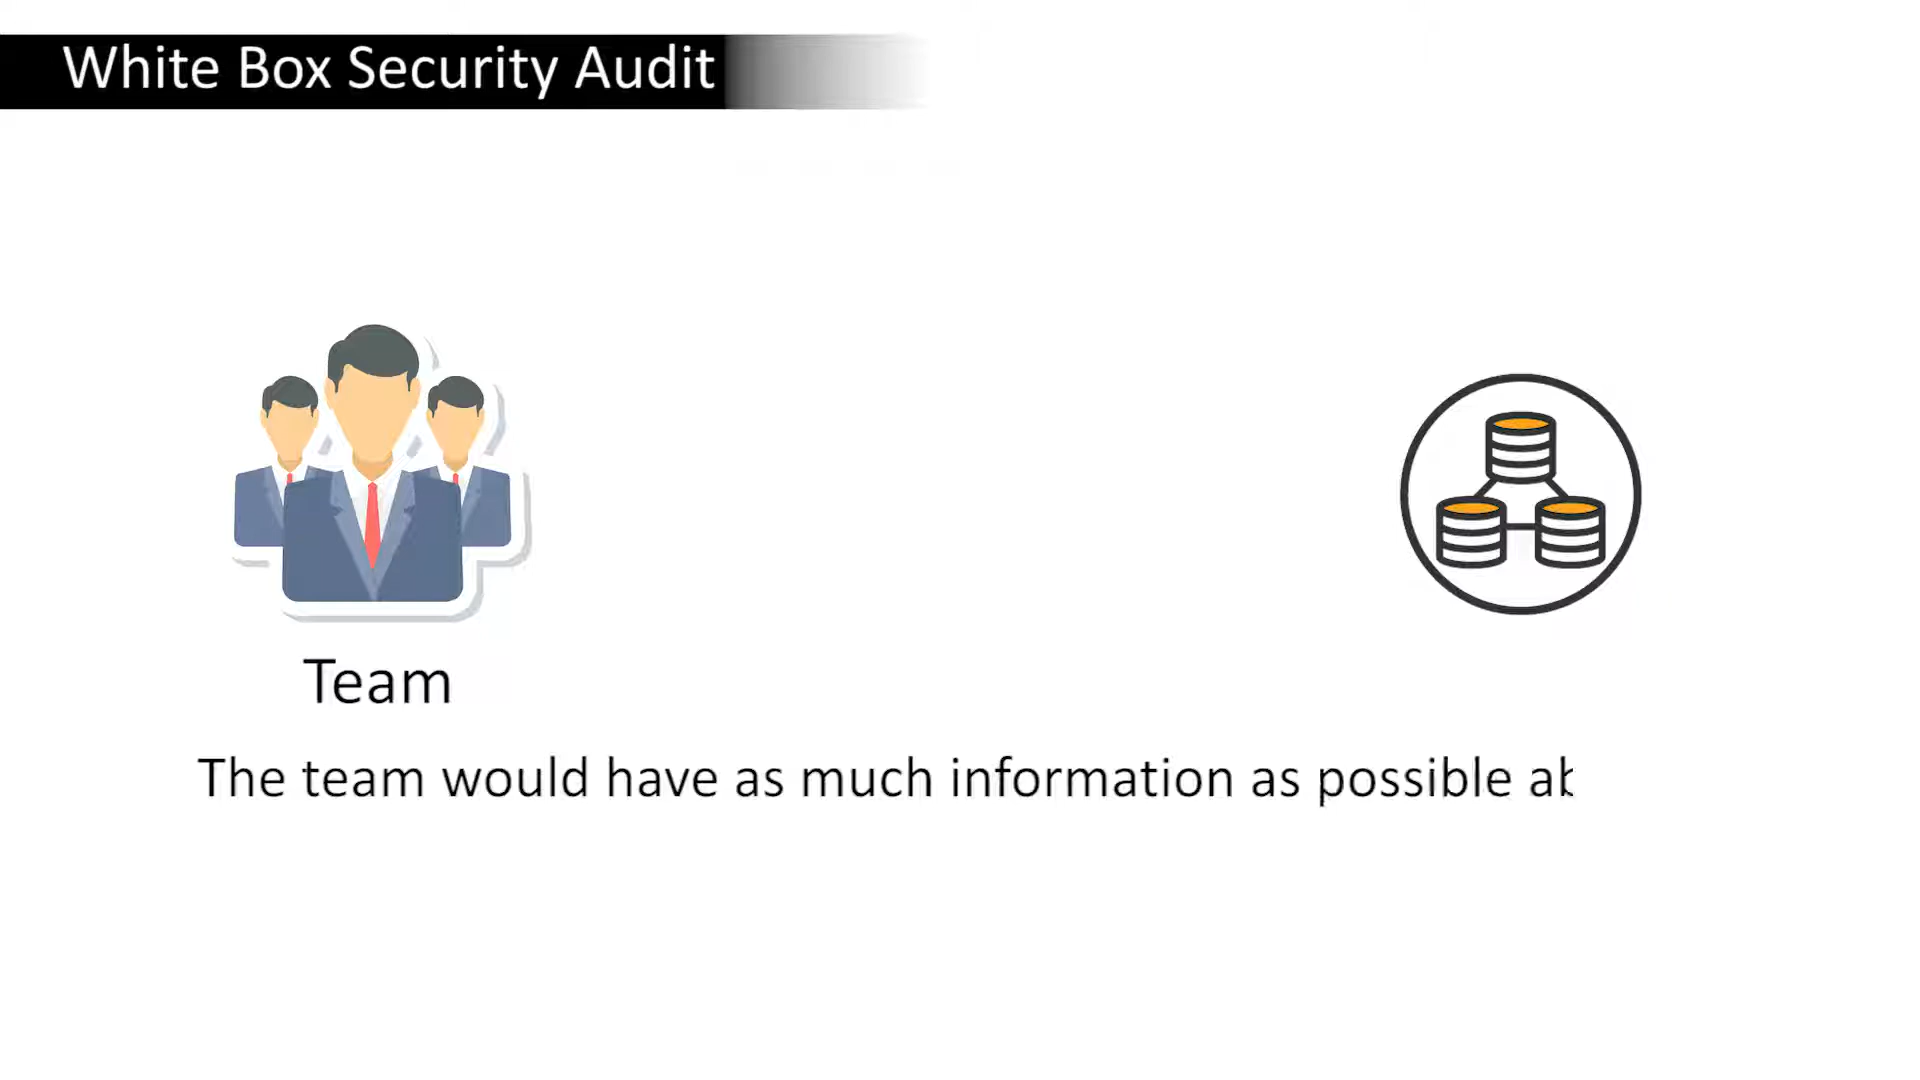 White Box Security Audit
Team
The team would have as much information as possible